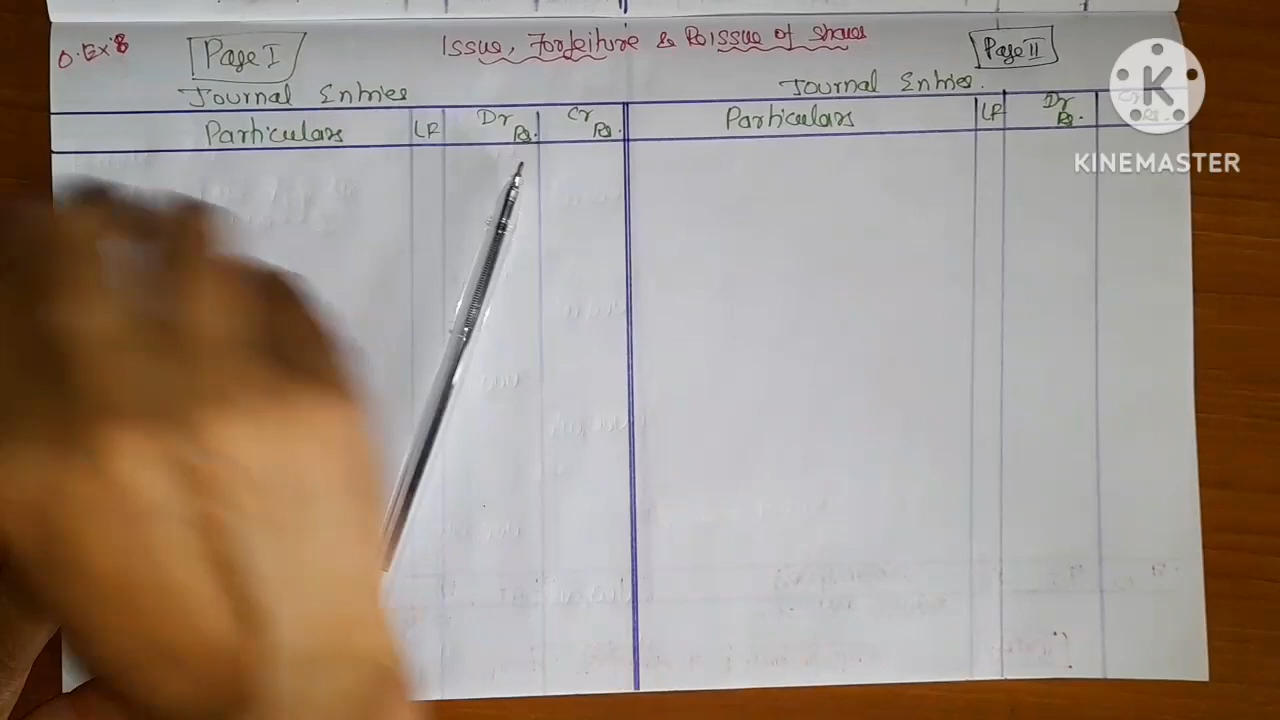 O.Ex 8
Page I
Issue, Forfeiture & Reissue of Shares
Page II
Journal Entries
Journal Entries.
Particulars LF Dr Rs. Cr Rs.
Particulars LF Dr Rs.
K
KINEMASTER